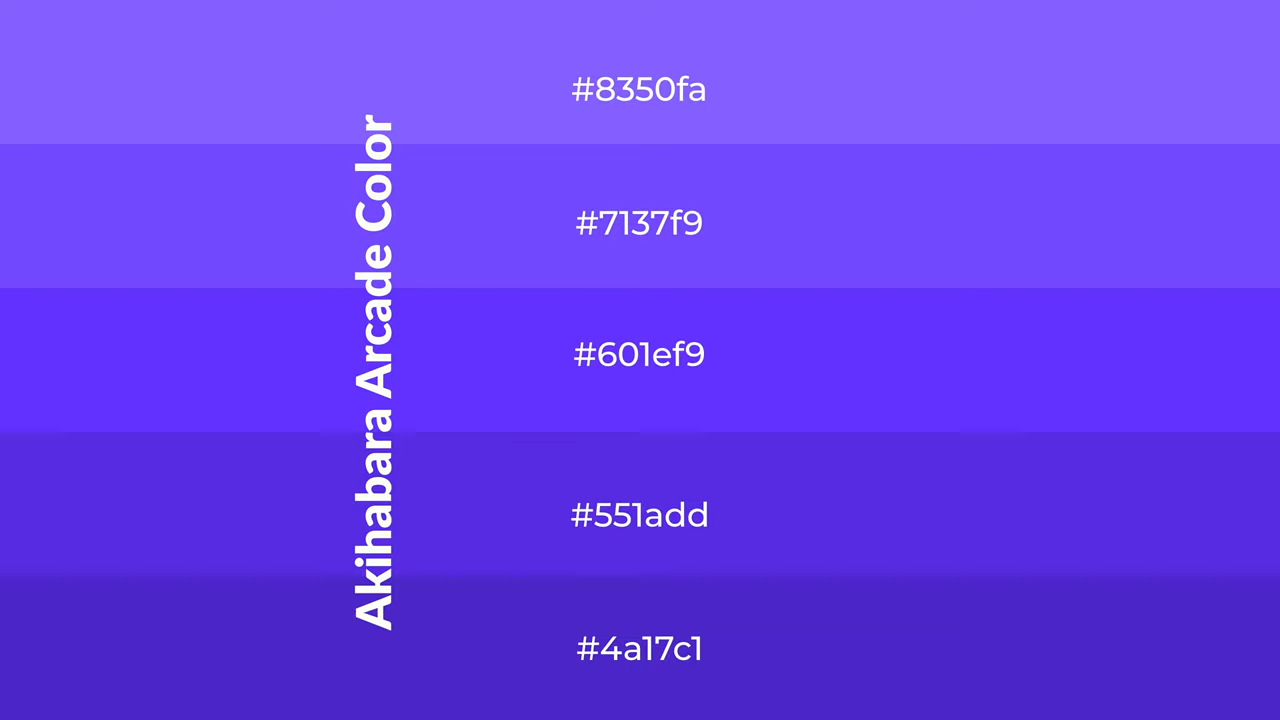 Akihabara Arcade Color
#8350fa
#7137f9
#601ef9
#551add
#4a17c1